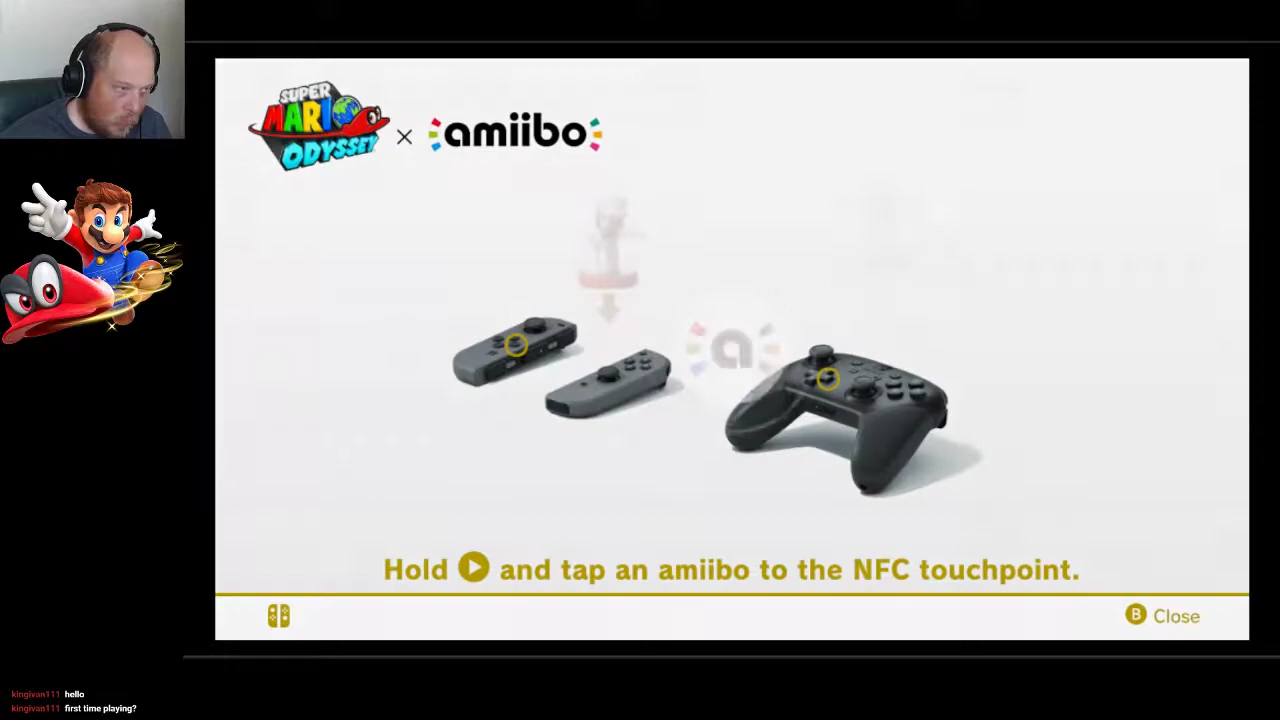 SUPER
MARIO
ODYSSEY
× amiibo
a
Hold and tap an amiibo to the NFC touchpoint.
B Close
kingivan111 hello
kingivan111 first time playing?